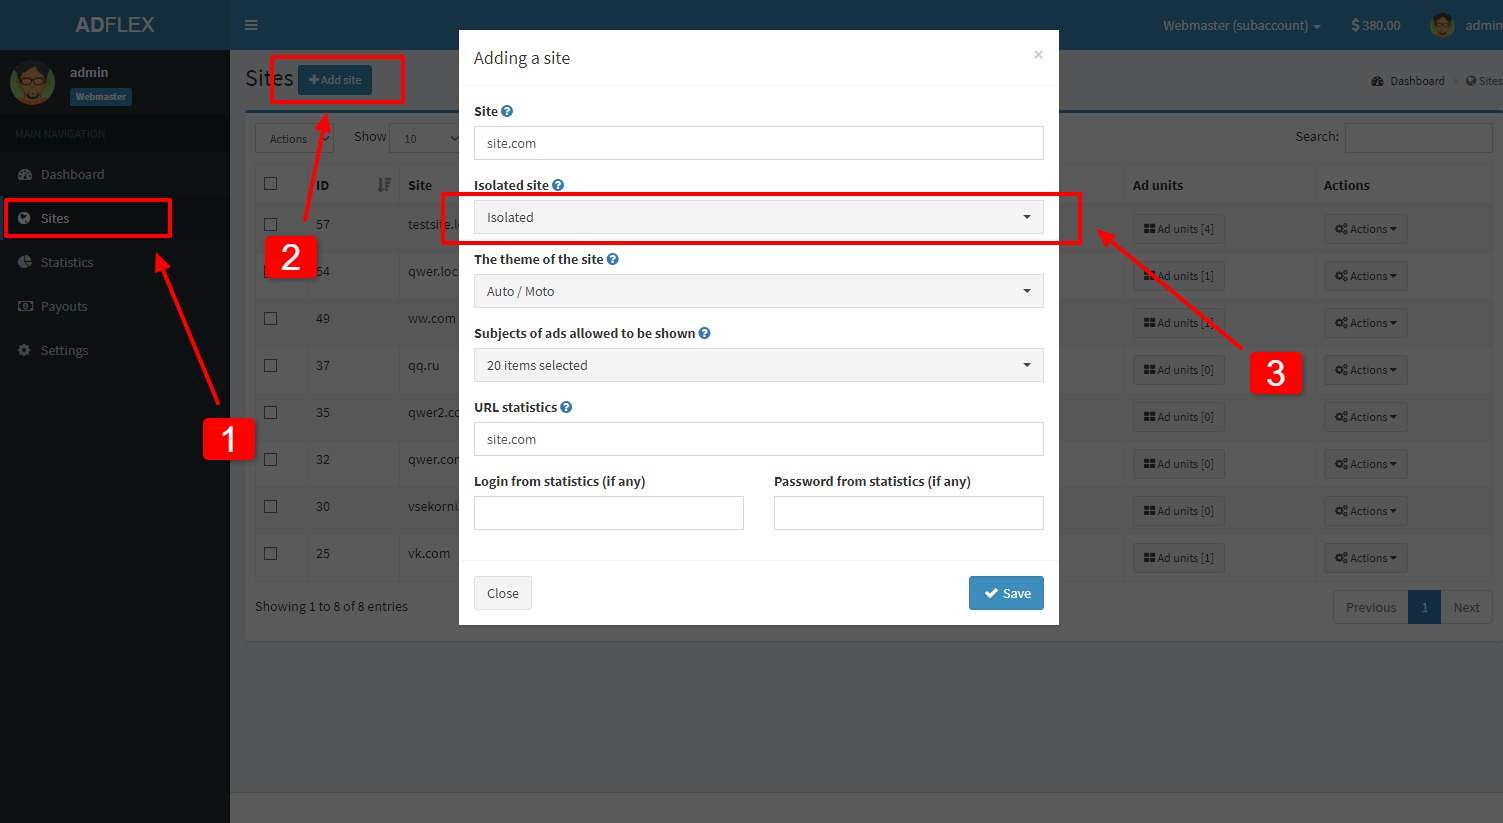 ADFLEX
Webmaster (subaccount)
$ 380.00
admin
admin
Webmaster
MAIN NAVIGATION
Dashboard
Sites
Statistics
Payouts
Settings
Sites
Add site
Dashboard > Sites
Actions
Show
10
Search:
ID
Site
Ad units
Actions
57
testsite.l
Ad units [4]
Actions
54
qwer.loc
Ad units [1]
Actions
49
ww.com
Ad units [1]
Actions
37
qq.ru
Ad units [0]
Actions
35
qwer2.co
Ad units [0]
Actions
32
qwer.cor
Ad units [0]
Actions
30
vsekorni
Ad units [0]
Actions
25
vk.com
Ad units [1]
Actions
Showing 1 to 8 of 8 entries
Previous
1
Next
Adding a site
×
Site
site.com
Isolated site
Isolated
The theme of the site
Auto / Moto
Subjects of ads allowed to be shown
20 items selected
URL statistics
site.com
Login from statistics (if any)
Password from statistics (if any)
Close
Save
1
2
3